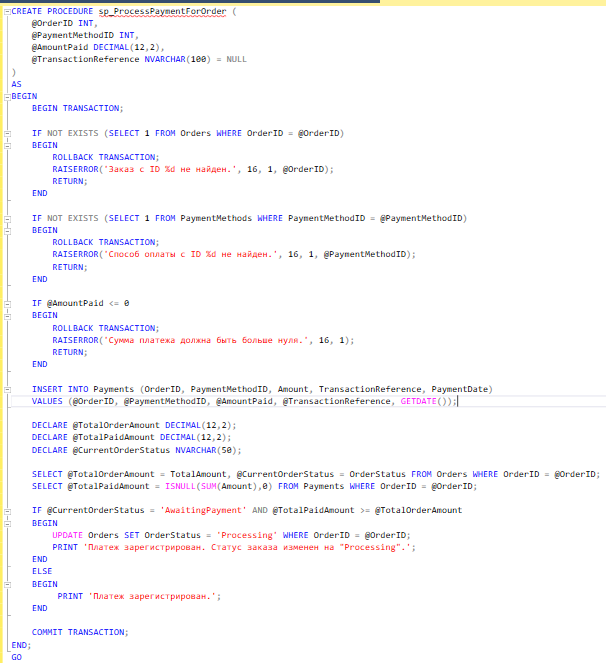 CREATE PROCEDURE sp_ProcessPaymentForOrder (
@OrderID INT,
@PaymentMethodID INT,
@AmountPaid DECIMAL(12,2),
@TransactionReference NVARCHAR(100) = NULL
)
AS
BEGIN
BEGIN TRANSACTION;
IF NOT EXISTS (SELECT 1 FROM Orders WHERE OrderID = @OrderID)
BEGIN
ROLLBACK TRANSACTION;
RAISERROR('Заказ с ID %d не найден.', 16, 1, @OrderID);
RETURN;
END
IF NOT EXISTS (SELECT 1 FROM PaymentMethods WHERE PaymentMethodID = @PaymentMethodID)
BEGIN
ROLLBACK TRANSACTION;
RAISERROR('Способ оплаты с ID %d не найден.', 16, 1, @PaymentMethodID);
RETURN;
END
IF @AmountPaid <= 0
BEGIN
ROLLBACK TRANSACTION;
RAISERROR('Сумма платежа должна быть больше нуля.', 16, 1);
RETURN;
END
INSERT INTO Payments (OrderID, PaymentMethodID, Amount, TransactionReference, PaymentDate)
VALUES (@OrderID, @PaymentMethodID, @AmountPaid, @TransactionReference, GETDATE());
DECLARE @TotalOrderAmount DECIMAL(12,2);
DECLARE @TotalPaidAmount DECIMAL(12,2);
DECLARE @CurrentOrderStatus NVARCHAR(50);
SELECT @TotalOrderAmount = TotalAmount, @CurrentOrderStatus = OrderStatus FROM Orders WHERE OrderID = @OrderID;
SELECT @TotalPaidAmount = ISNULL(SUM(Amount),0) FROM Payments WHERE OrderID = @OrderID;
IF @CurrentOrderStatus = 'AwaitingPayment' AND @TotalPaidAmount >= @TotalOrderAmount
BEGIN
UPDATE Orders SET OrderStatus = 'Processing' WHERE OrderID = @OrderID;
PRINT 'Платеж зарегистрирован. Статус заказа изменен на "Processing".';
END
ELSE
BEGIN
PRINT 'Платеж зарегистрирован.';
END
COMMIT TRANSACTION;
END;
GO